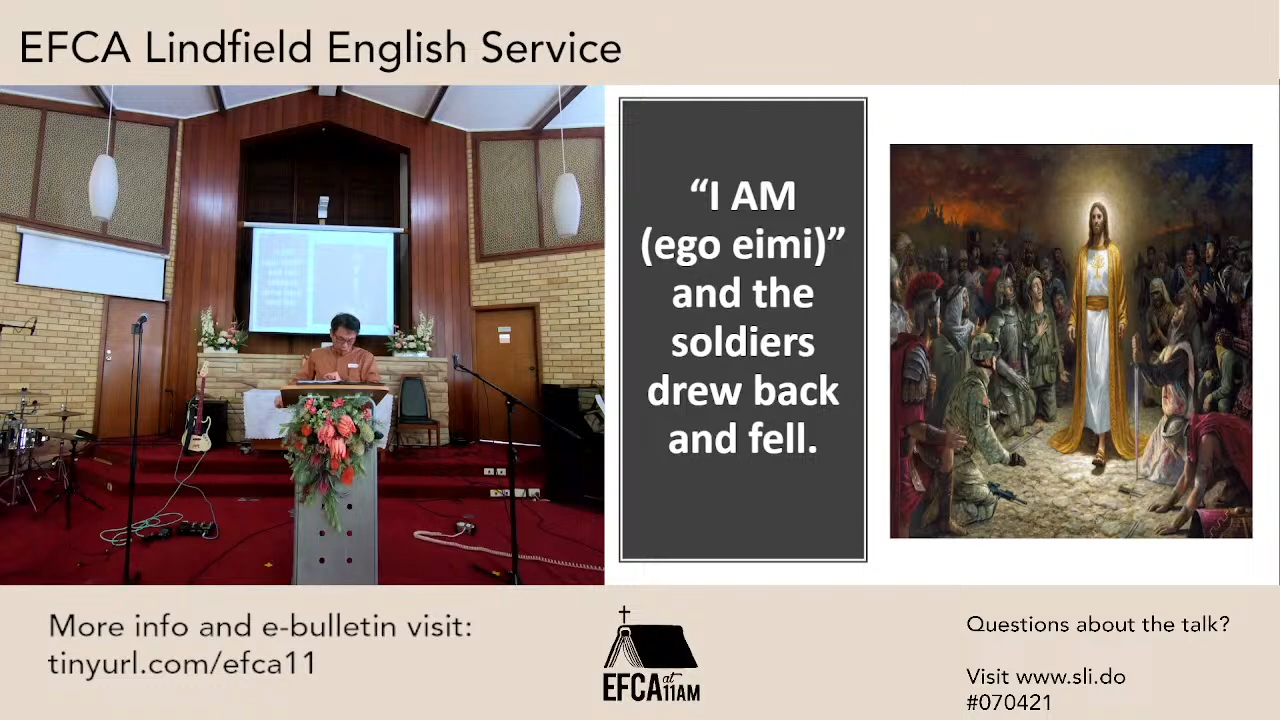 EFCA Lindfield English Service
“I AM
(ego eimi)”
and the
soldiers
drew back
and fell.
More info and e-bulletin visit:
tinyurl.com/efca11
EFCA at 11AM
Questions about the talk?
Visit www.sli.do
#070421